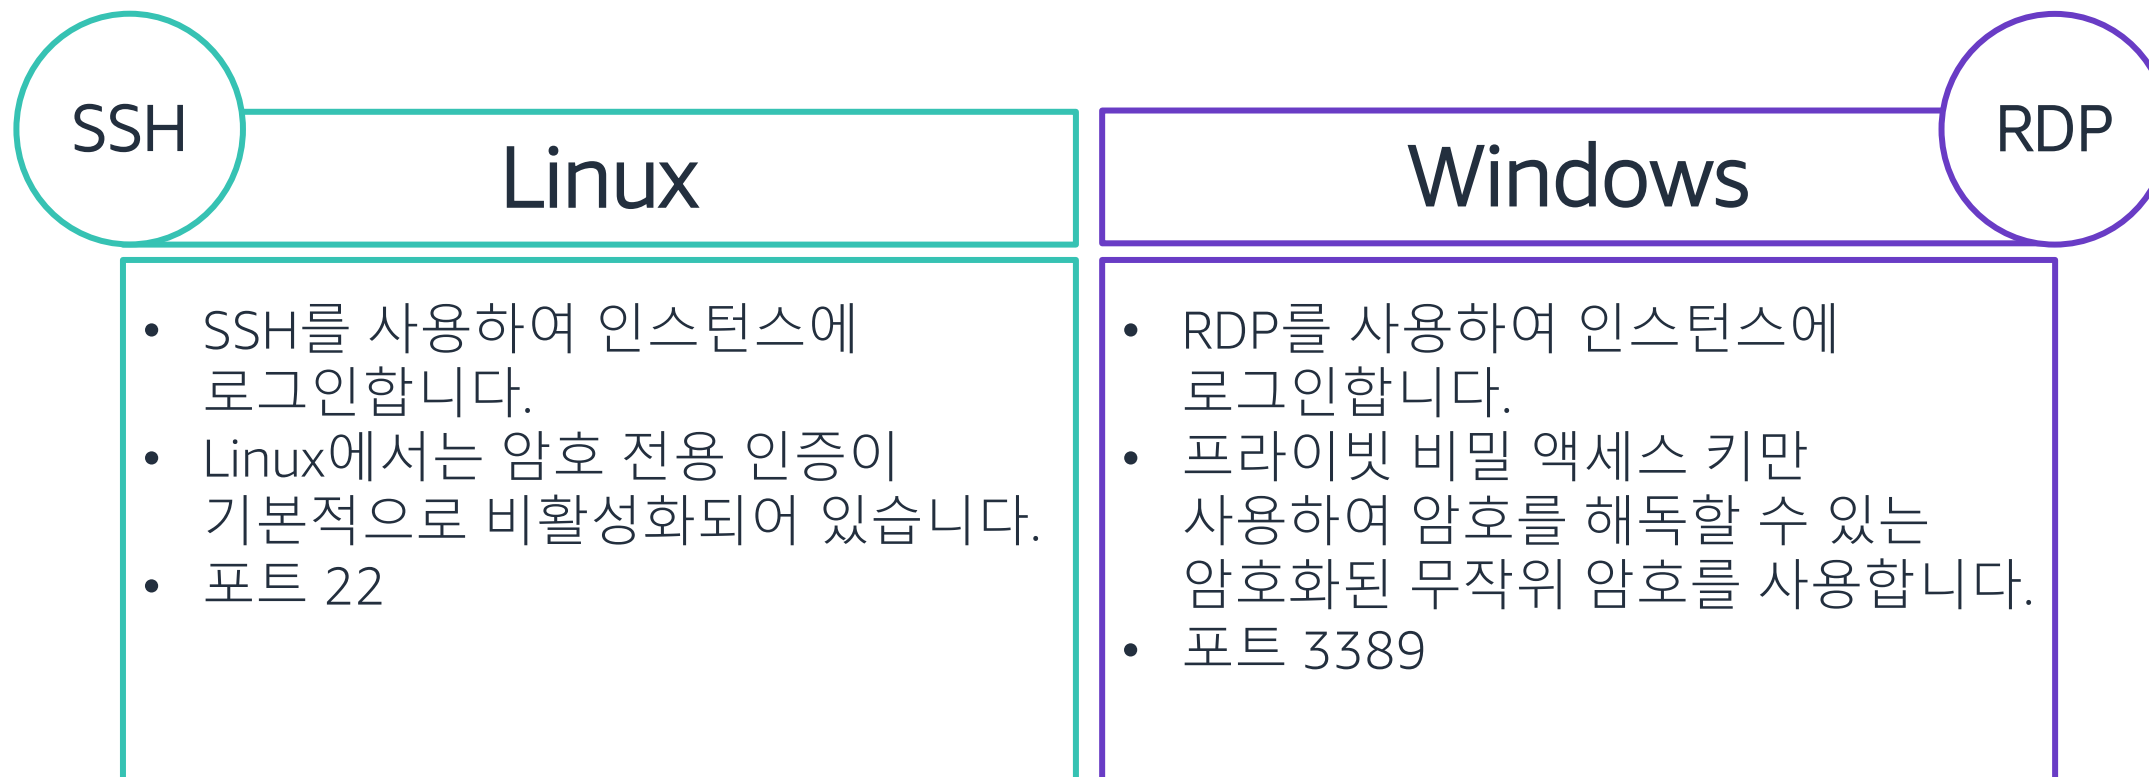 SSH
Linux
• SSH를 사용하여 인스턴스에
로그인합니다.
• Linux에서는 암호 전용 인증이
기본적으로 비활성화되어 있습니다.
• 포트 22
RDP
Windows
• RDP를 사용하여 인스턴스에
로그인합니다.
• 프라이빗 비밀 액세스 키만
사용하여 암호를 해독할 수 있는
암호화된 무작위 암호를 사용합니다.
• 포트 3389